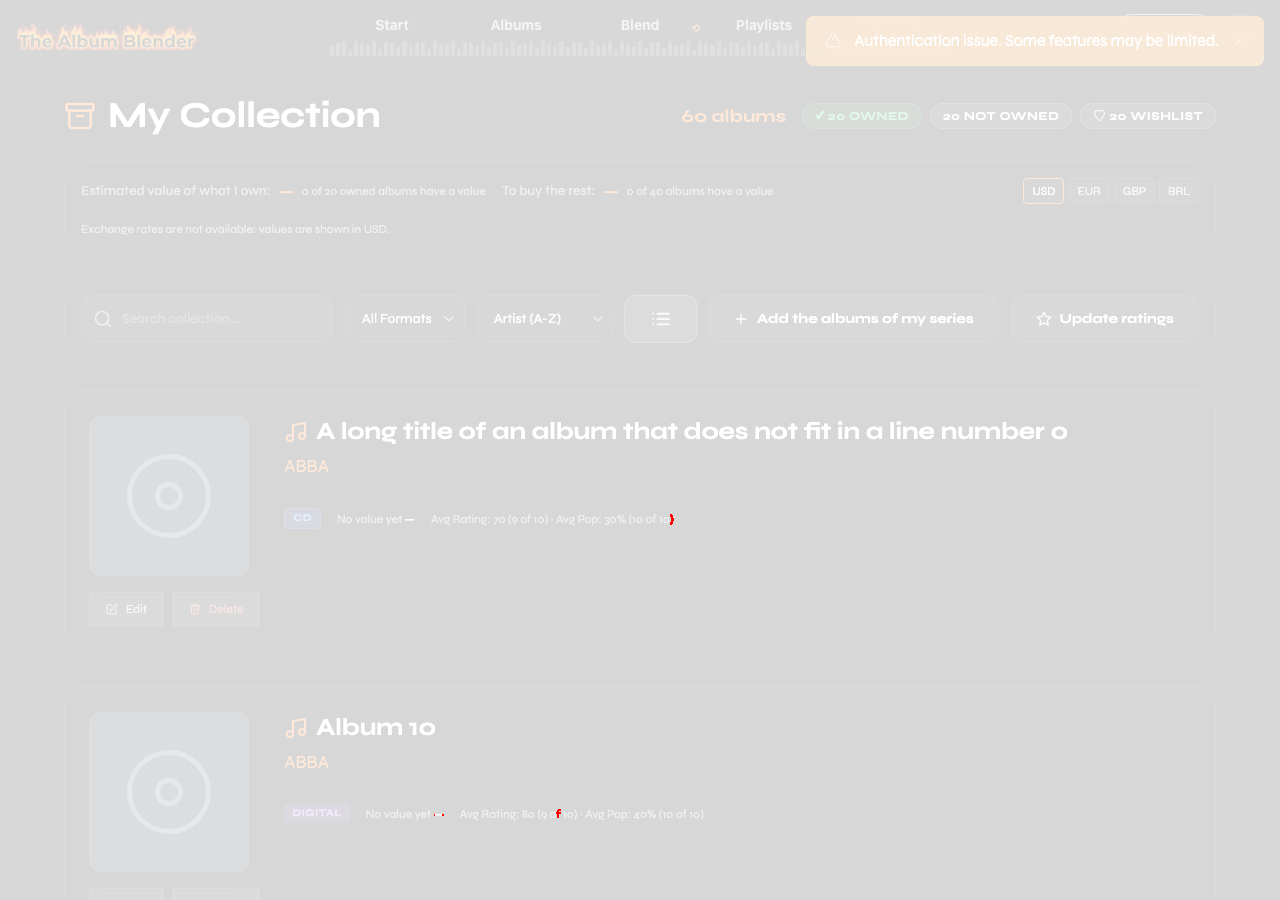 The Album Blender
Start Albums Blend Playlists
Authentication issue. Some features may be limited.
My Collection
60 albums ✓ 20 OWNED 20 NOT OWNED ♡ 20 WISHLIST
Estimated value of what I own: — 0 of 20 owned albums have a value To buy the rest: — 0 of 40 albums have a value
USD EUR GBP BRL
Exchange rates are not available: values are shown in USD.
Search collection...
All Formats
Artist (A-Z)
+ Add the albums of my series
Update ratings
A long title of an album that does not fit in a line number 0
ABBA
CD No value yet — Avg Rating: 70 (9 of 10) · Avg Pop: 30% (10 of 10)
Edit Delete
Album 10
ABBA
DIGITAL No value yet — Avg Rating: 80 (9 of 10) · Avg Pop: 40% (10 of 10)